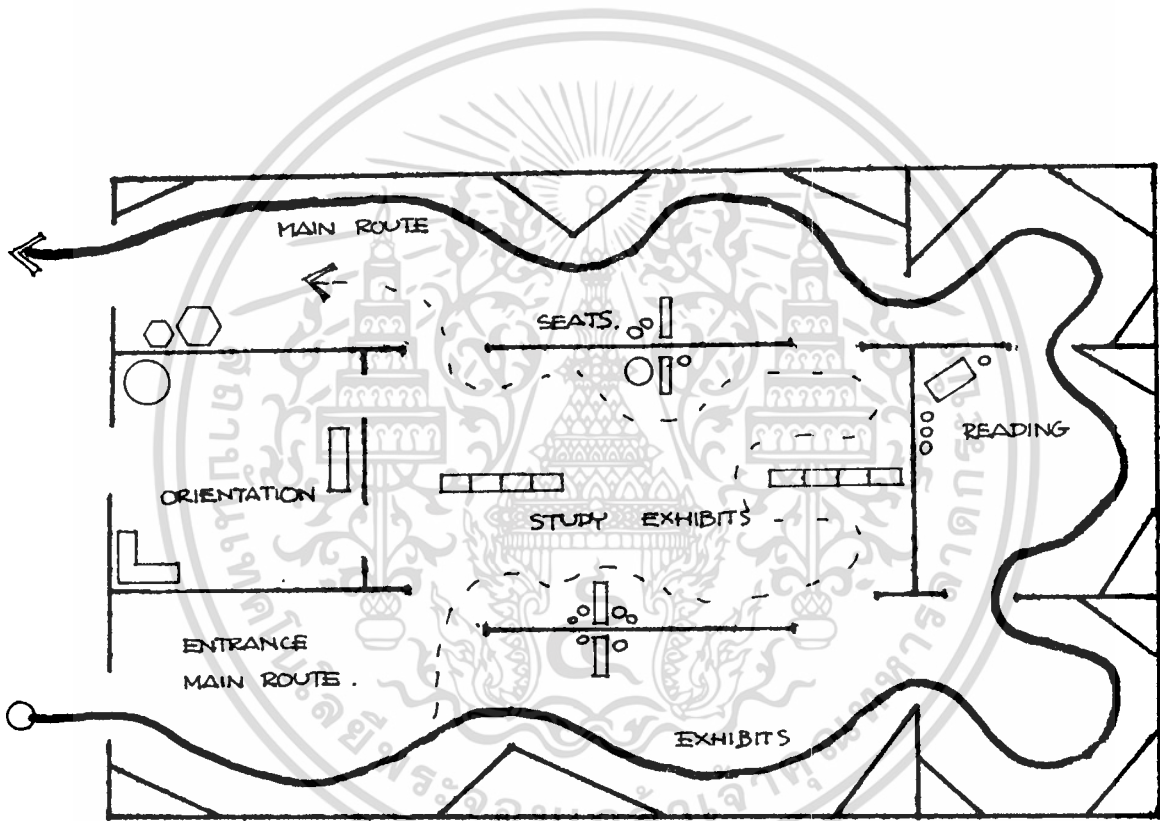 MAIN ROUTE
SEATS.
READING
ORIENTATION
STUDY EXHIBITS
ENTRANCE
MAIN ROUTE.
EXHIBITS